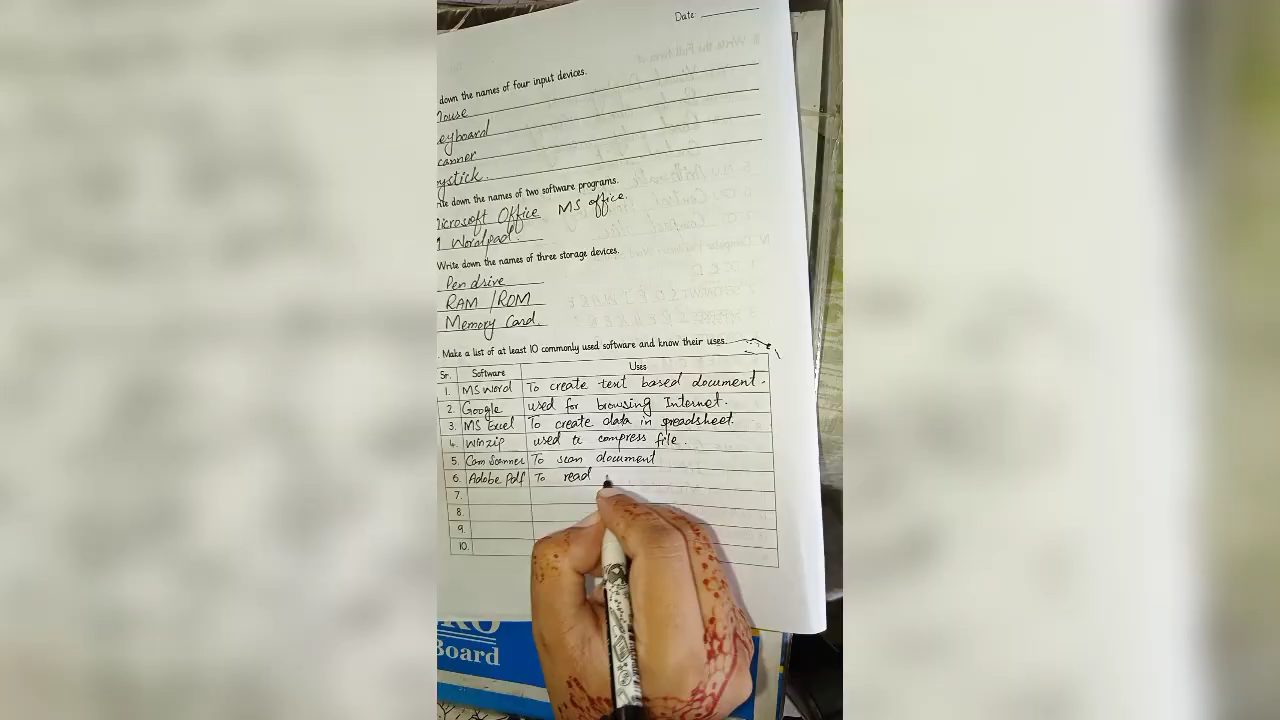 Date:
down the names of four input devices.
Mouse
eyboard
canner
oystick.
rite down the names of two software programs.
Microsoft Office MS office.
Wordpad.
Write down the names of three storage devices.
Pen drive
RAM / ROM
Memory Card.
. Make a list of at least 10 commonly used software and know their uses.
Sr. Software Uses
1. MS Word To create text based document.
2. Google used for browsing Internet.
3. MS Excel To create data in spreadsheet.
4. Winzip used to compress file.
5. Cam Scanner To scan document
6. Adobe Pdf To read
7.
8.
9.
10.
Board